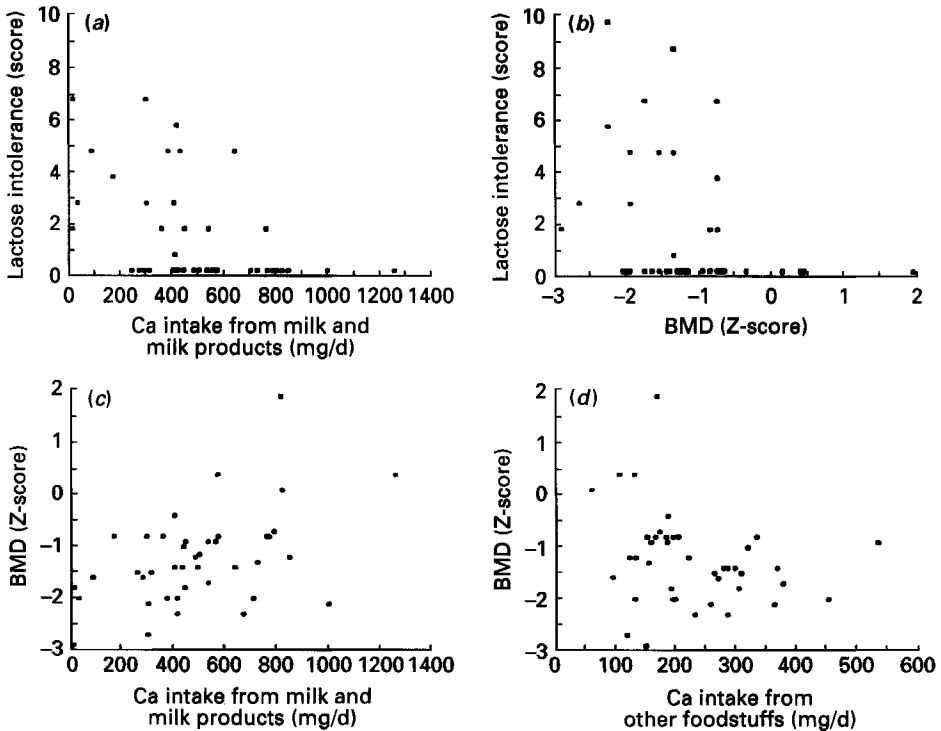 (a)
Lactose intolerance (score)
10
8
6
4
2
0
0 200 400 600 800 1000 1200 1400
Ca intake from milk and
milk products (mg/d)
(b)
Lactose intolerance (score)
10
8
6
4
2
0
−3 −2 −1 0 1 2
BMD (Z-score)
(c)
BMD (Z-score)
2
1
0
−1
−2
−3
0 200 400 600 800 1000 1200 1400
Ca intake from milk and
milk products (mg/d)
(d)
BMD (Z-score)
2
1
0
−1
−2
−3
0 100 200 300 400 500 600
Ca intake from
other foodstuffs (mg/d)